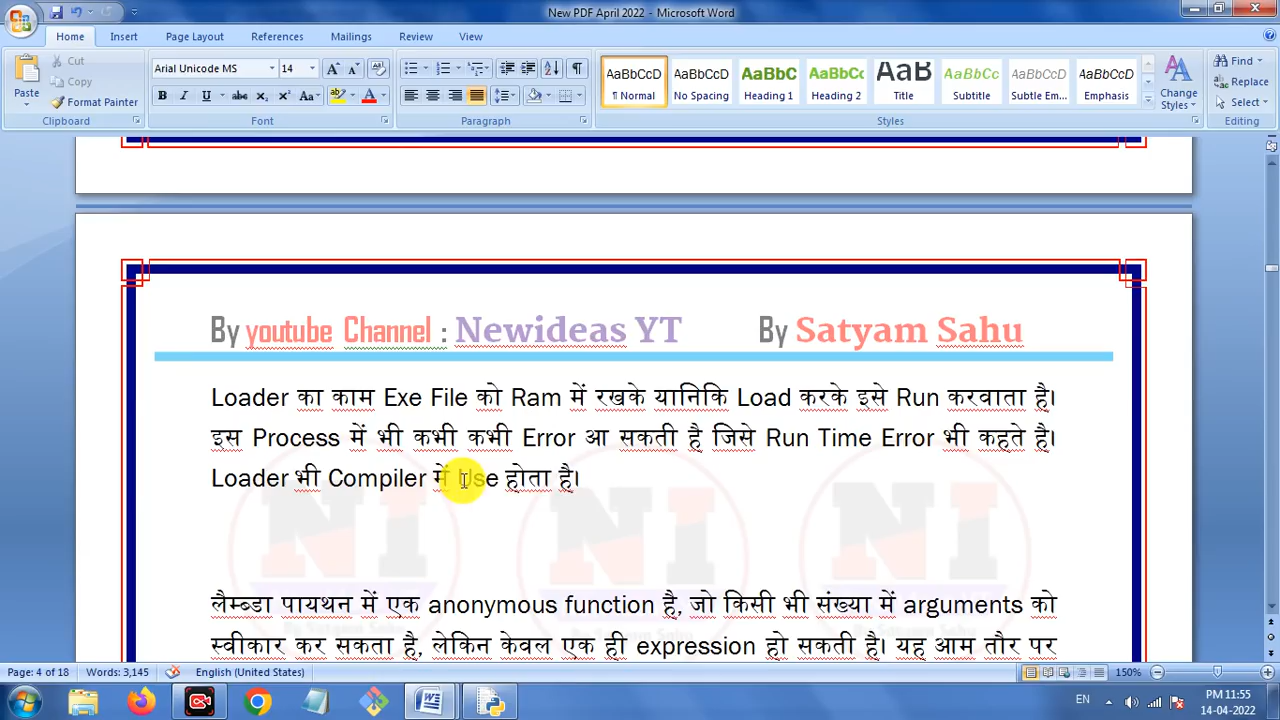 New PDF April 2022 - Microsoft Word
Home Insert Page Layout References Mailings Review View
Cut
Copy
Format Painter
Paste
Clipboard
Arial Unicode MS 14
Font
Paragraph
AaBbCcD AaBbCcD AaBbC AaBbCc AaB AaBbCc AaBbCcD AaBbCcD
¶ Normal No Spacing Heading 1 Heading 2 Title Subtitle Subtle Em... Emphasis
Change Styles
Styles
Find
Replace
Select
Editing
By youtube Channel : Newideas YT By Satyam Sahu
Loader का काम Exe File को Ram में रखके यानिकि Load करके इसे Run करवाता है।
इस Process में भी कभी कभी Error आ सकती है जिसे Run Time Error भी कहते है।
Loader भी Compiler में Use होता है।
लैम्ब्डा पायथन में एक anonymous function है, जो किसी भी संख्या में arguments को
स्वीकार कर सकता है, लेकिन केवल एक ही expression हो सकती है। यह आम तौर पर
Page: 4 of 18 Words: 3,145 English (United States) 150%
EN PM 11:55
14-04-2022